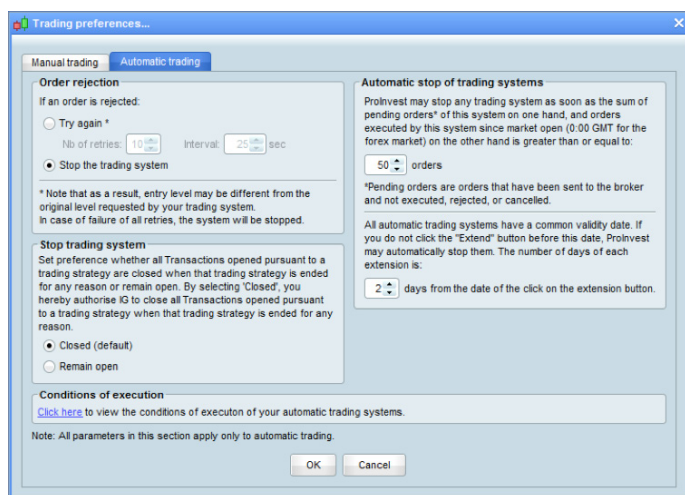 Trading preferences...
Manual trading
Automatic trading
Order rejection
If an order is rejected:
Try again *
Nb of retries: 10 Interval: 25 sec
Stop the trading system
* Note that as a result, entry level may be different from the
original level requested by your trading system.
In case of failure of all retries, the system will be stopped.
Stop trading system
Set preference whether all Transactions opened pursuant to a
trading strategy are closed when that trading strategy is ended
for any reason or remain open. By selecting 'Closed', you
hereby authorise IG to close all Transactions opened pursuant
to a trading strategy when that trading strategy is ended for any
reason.
Closed (default)
Remain open
Automatic stop of trading systems
ProInvest may stop any trading system as soon as the sum of
pending orders* of this system on one hand, and orders
executed by this system since market open (0:00 GMT for the
forex market) on the other hand is greater than or equal to:
50 orders
*Pending orders are orders that have been sent to the broker
and not executed, rejected, or cancelled.
All automatic trading systems have a common validity date. If
you do not click the "Extend" button before this date, ProInvest
may automatically stop them. The number of days of each
extension is:
2 days from the date of the click on the extension button.
Conditions of execution
Click here to view the conditions of executon of your automatic trading systems.
Note: All parameters in this section apply only to automatic trading.
OK
Cancel